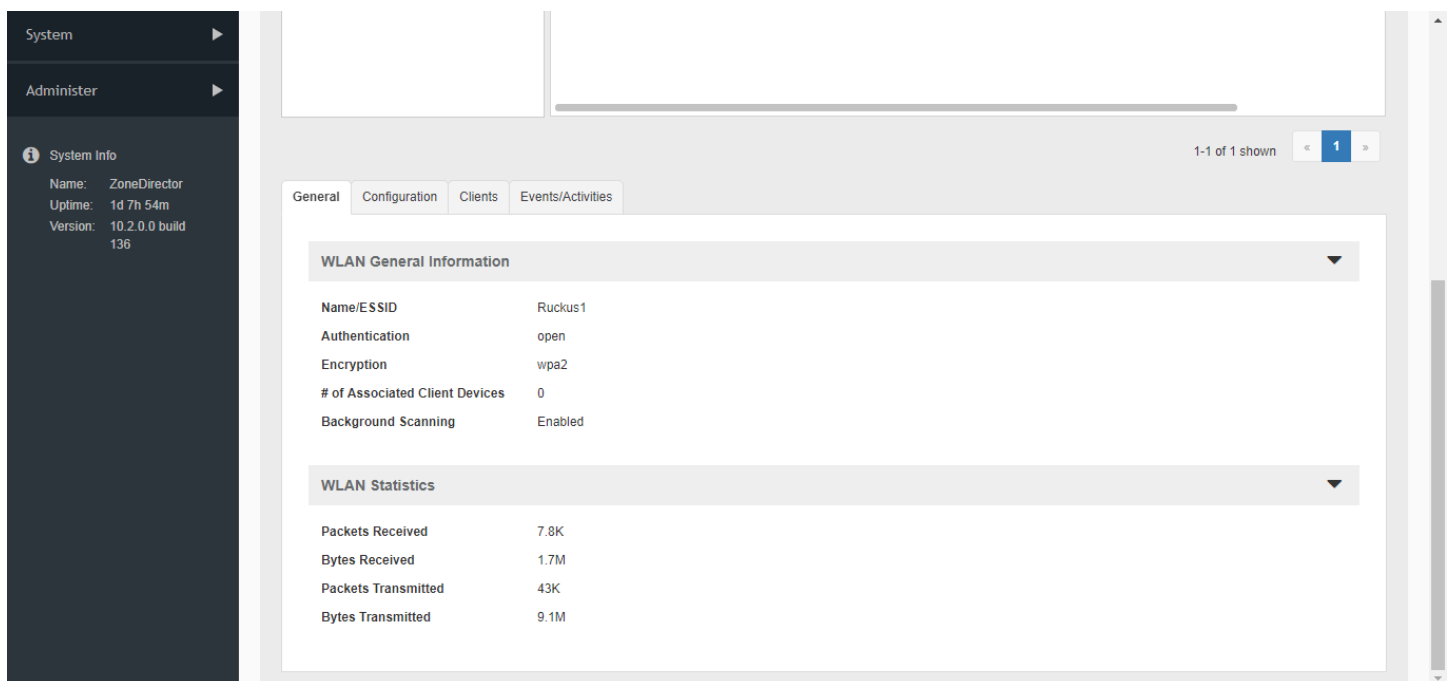 System
Administer
System Info
Name: ZoneDirector
Uptime: 1d 7h 54m
Version: 10.2.0.0 build
136
1-1 of 1 shown « 1 »
General Configuration Clients Events/Activities
WLAN General Information
Name/ESSID Ruckus1
Authentication open
Encryption wpa2
# of Associated Client Devices 0
Background Scanning Enabled
WLAN Statistics
Packets Received 7.8K
Bytes Received 1.7M
Packets Transmitted 43K
Bytes Transmitted 9.1M